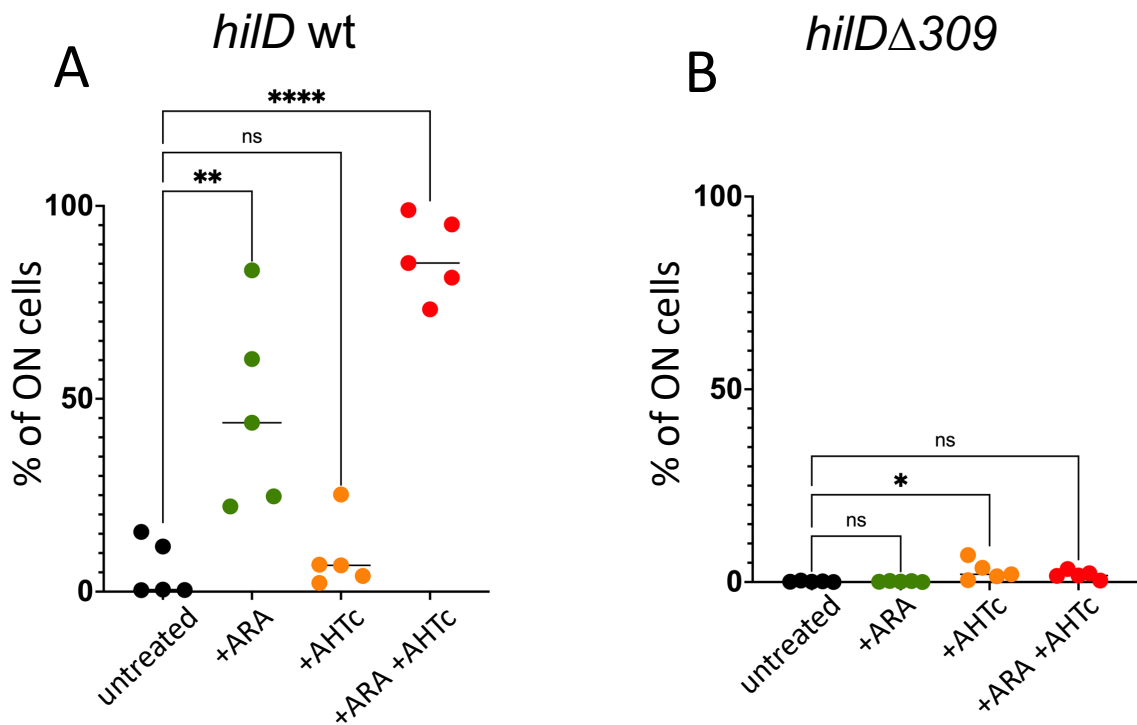 hilD wt
A
****
ns
**
100
50
0
% of ON cells
untreated
+ARA
+AHTc
+ARA +AHTc
hilDΔ309
B
100
50
0
% of ON cells
ns
*
ns
untreated
+ARA
+AHTc
+ARA +AHTc